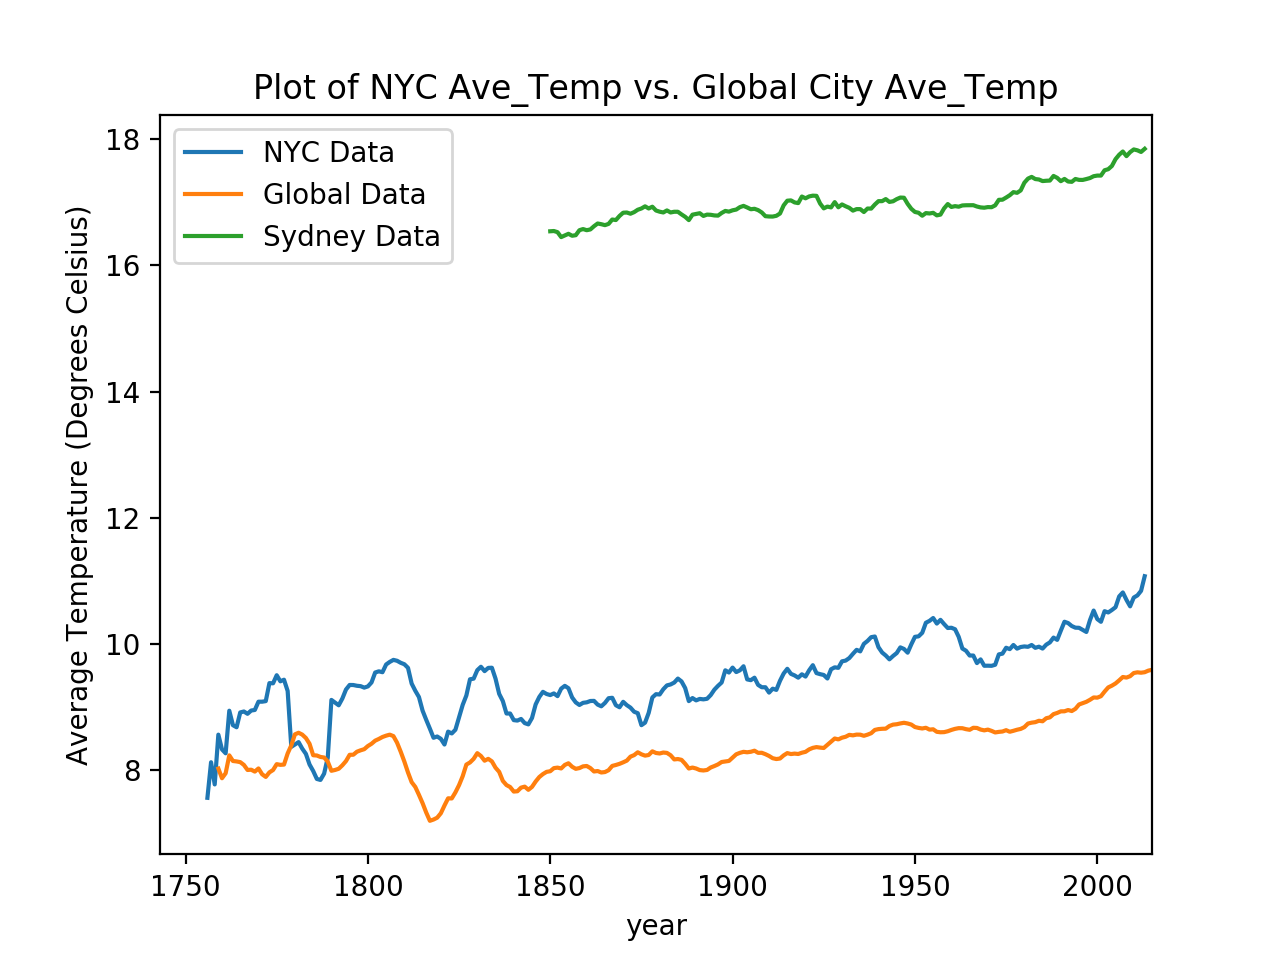 Plot of NYC Ave_Temp vs. Global City Ave_Temp
NYC Data
Global Data
Sydney Data
18
16
14
12
10
8
Average Temperature (Degrees Celsius)
1750 1800 1850 1900 1950 2000
year